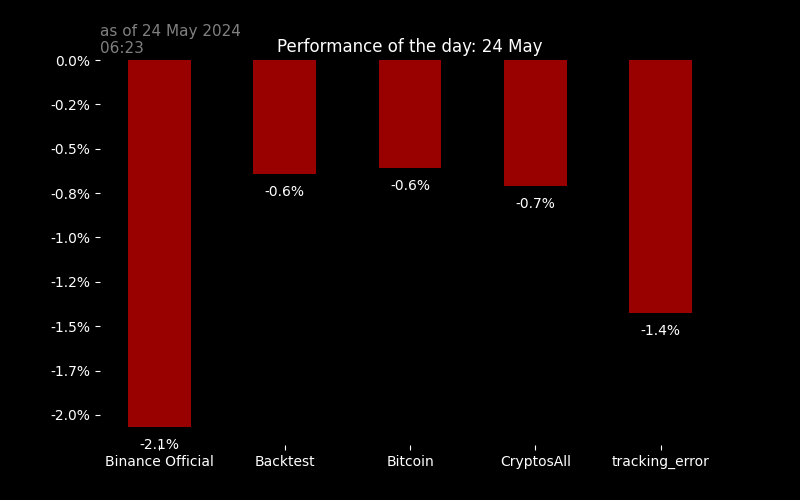 as of 24 May 2024
06:23
Performance of the day: 24 May
0.0%
-0.2%
-0.5%
-0.8%
-1.0%
-1.2%
-1.5%
-1.7%
-2.0%
-2.1%
-0.6%
-0.6%
-0.7%
-1.4%
Binance Official
Backtest
Bitcoin
CryptosAll
tracking_error